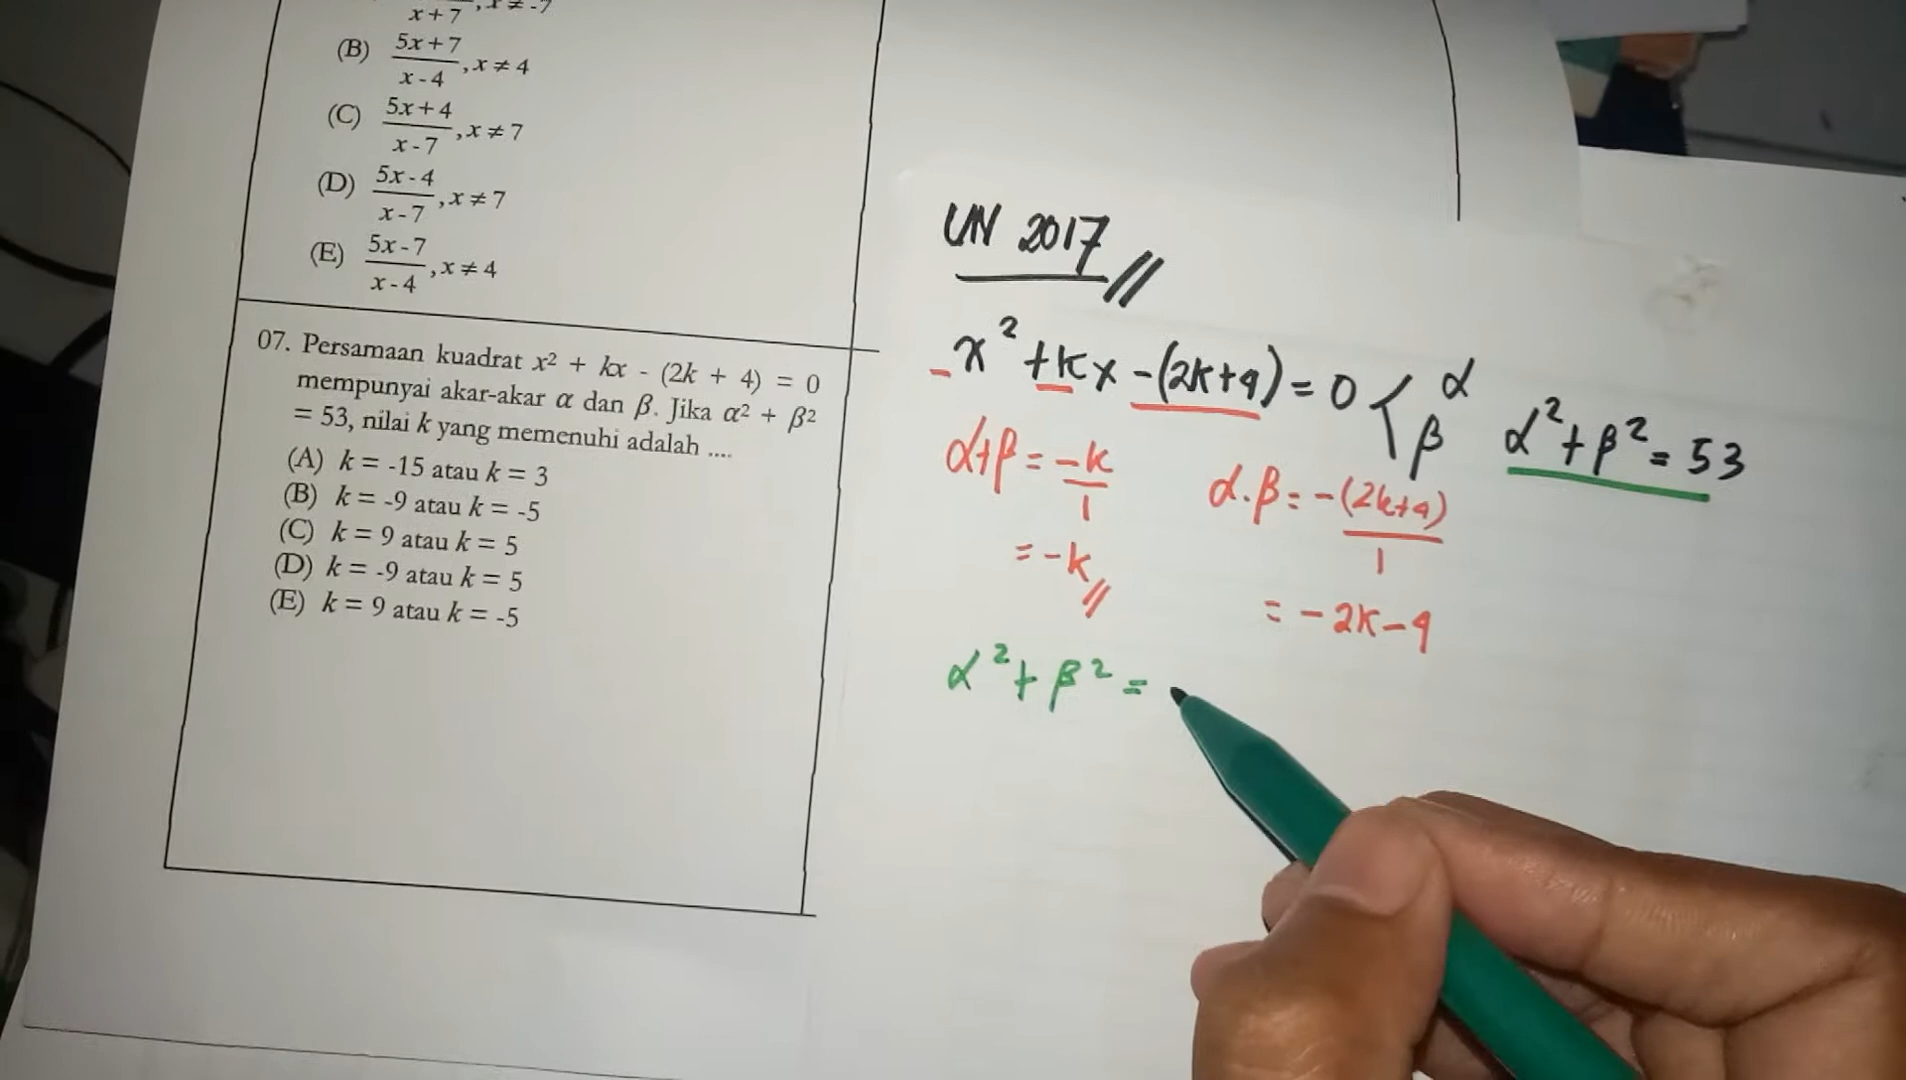 x + 7 , x ≠ -7
(B) 5x + 7 / x - 4 , x ≠ 4
(C) 5x + 4 / x - 7 , x ≠ 7
(D) 5x - 4 / x - 7 , x ≠ 7
(E) 5x - 7 / x - 4 , x ≠ 4
07. Persamaan kuadrat x² + kx - (2k + 4) = 0
mempunyai akar-akar α dan β. Jika α² + β²
= 53, nilai k yang memenuhi adalah ....
(A) k = -15 atau k = 3
(B) k = -9 atau k = -5
(C) k = 9 atau k = 5
(D) k = -9 atau k = 5
(E) k = 9 atau k = -5
UN 2017 //
x² + kx - (2k+4) = 0 < α β
α² + β² = 53
α+β = -k / 1
= -k //
α.β = -(2k+4) / 1
= -2k-4
α² + β² =